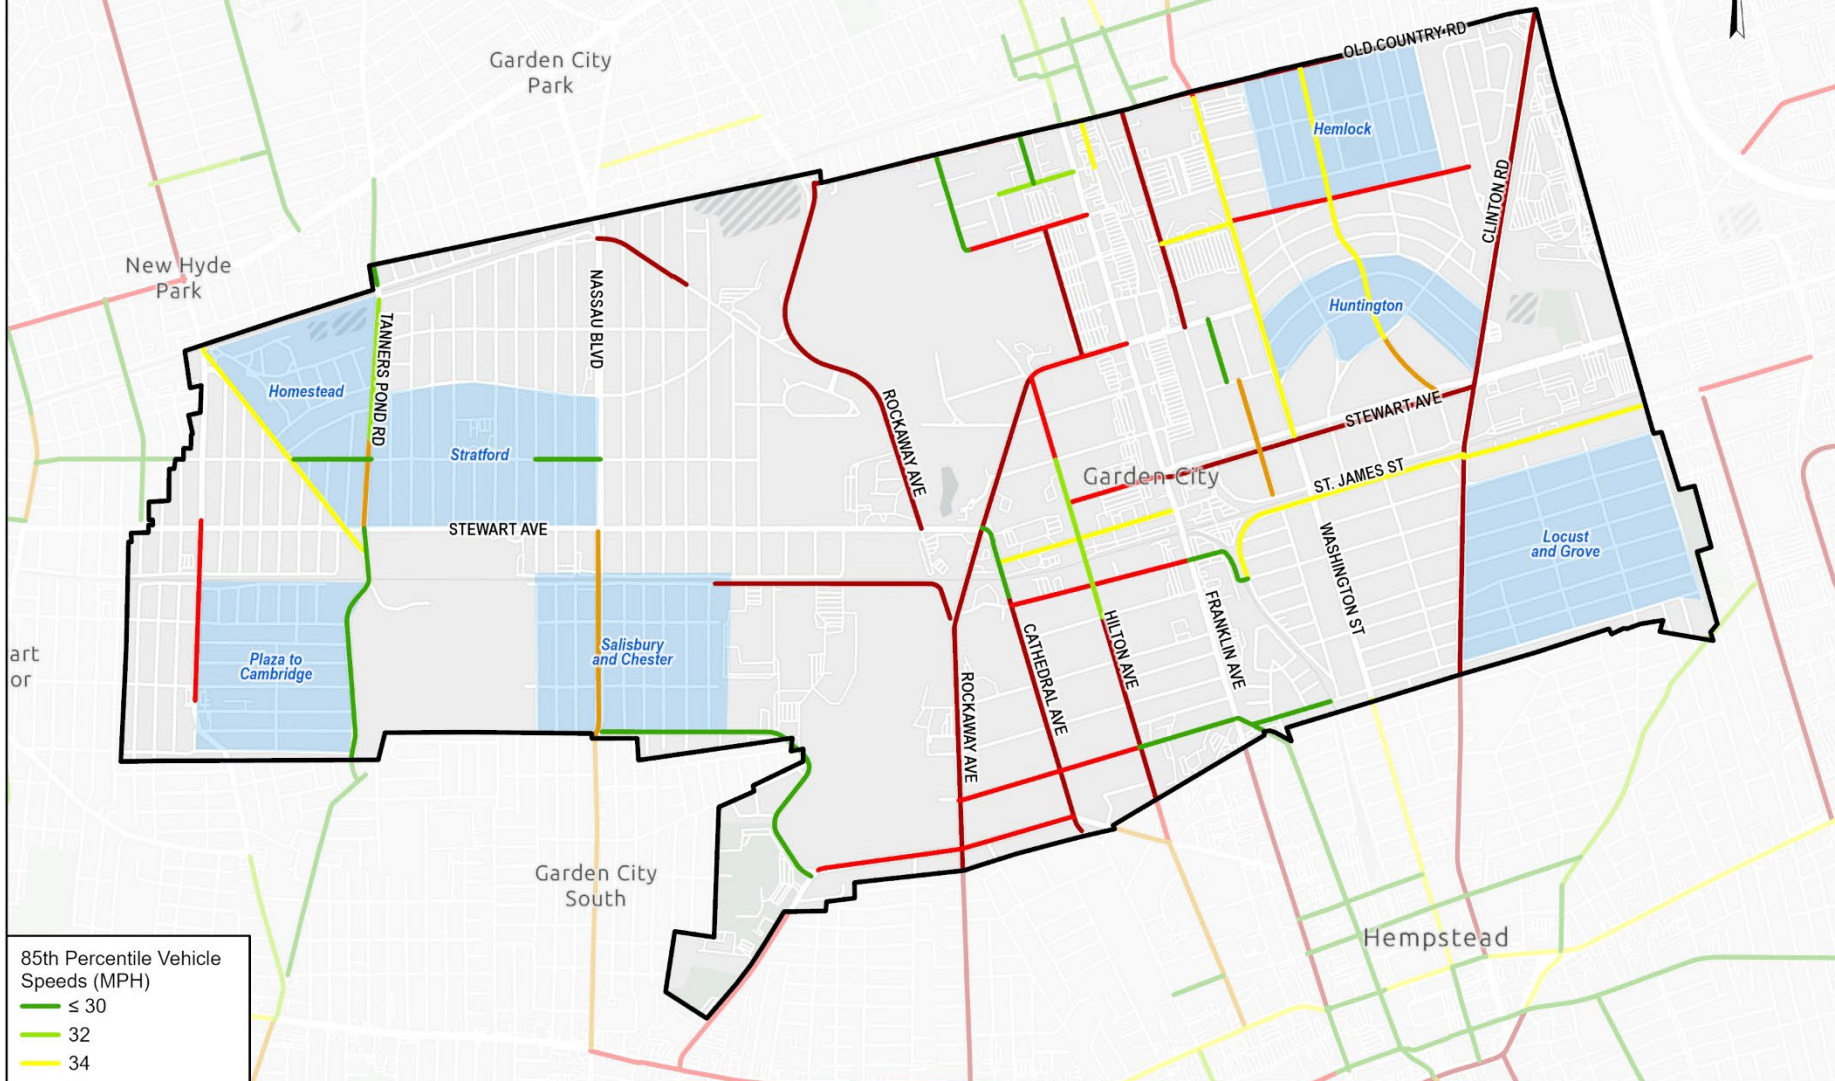 OLD COUNTRY RD
Garden City
Park
Hemlock
CLINTON RD
New Hyde
Park
NASSAU BLVD
Huntington
TANNERS POND RD
Homestead
ROCKAWAY AVE
STEWART AVE
Stratford
Garden City
ST. JAMES ST
STEWART AVE
WASHINGTON ST
Locust
and Grove
FRANKLIN AVE
HILTON AVE
CATHEDRAL AVE
art
or
Plaza to
Cambridge
Salisbury
and Chester
ROCKAWAY AVE
Garden City
South
Hempstead
85th Percentile Vehicle
Speeds (MPH)
≤ 30
32
34